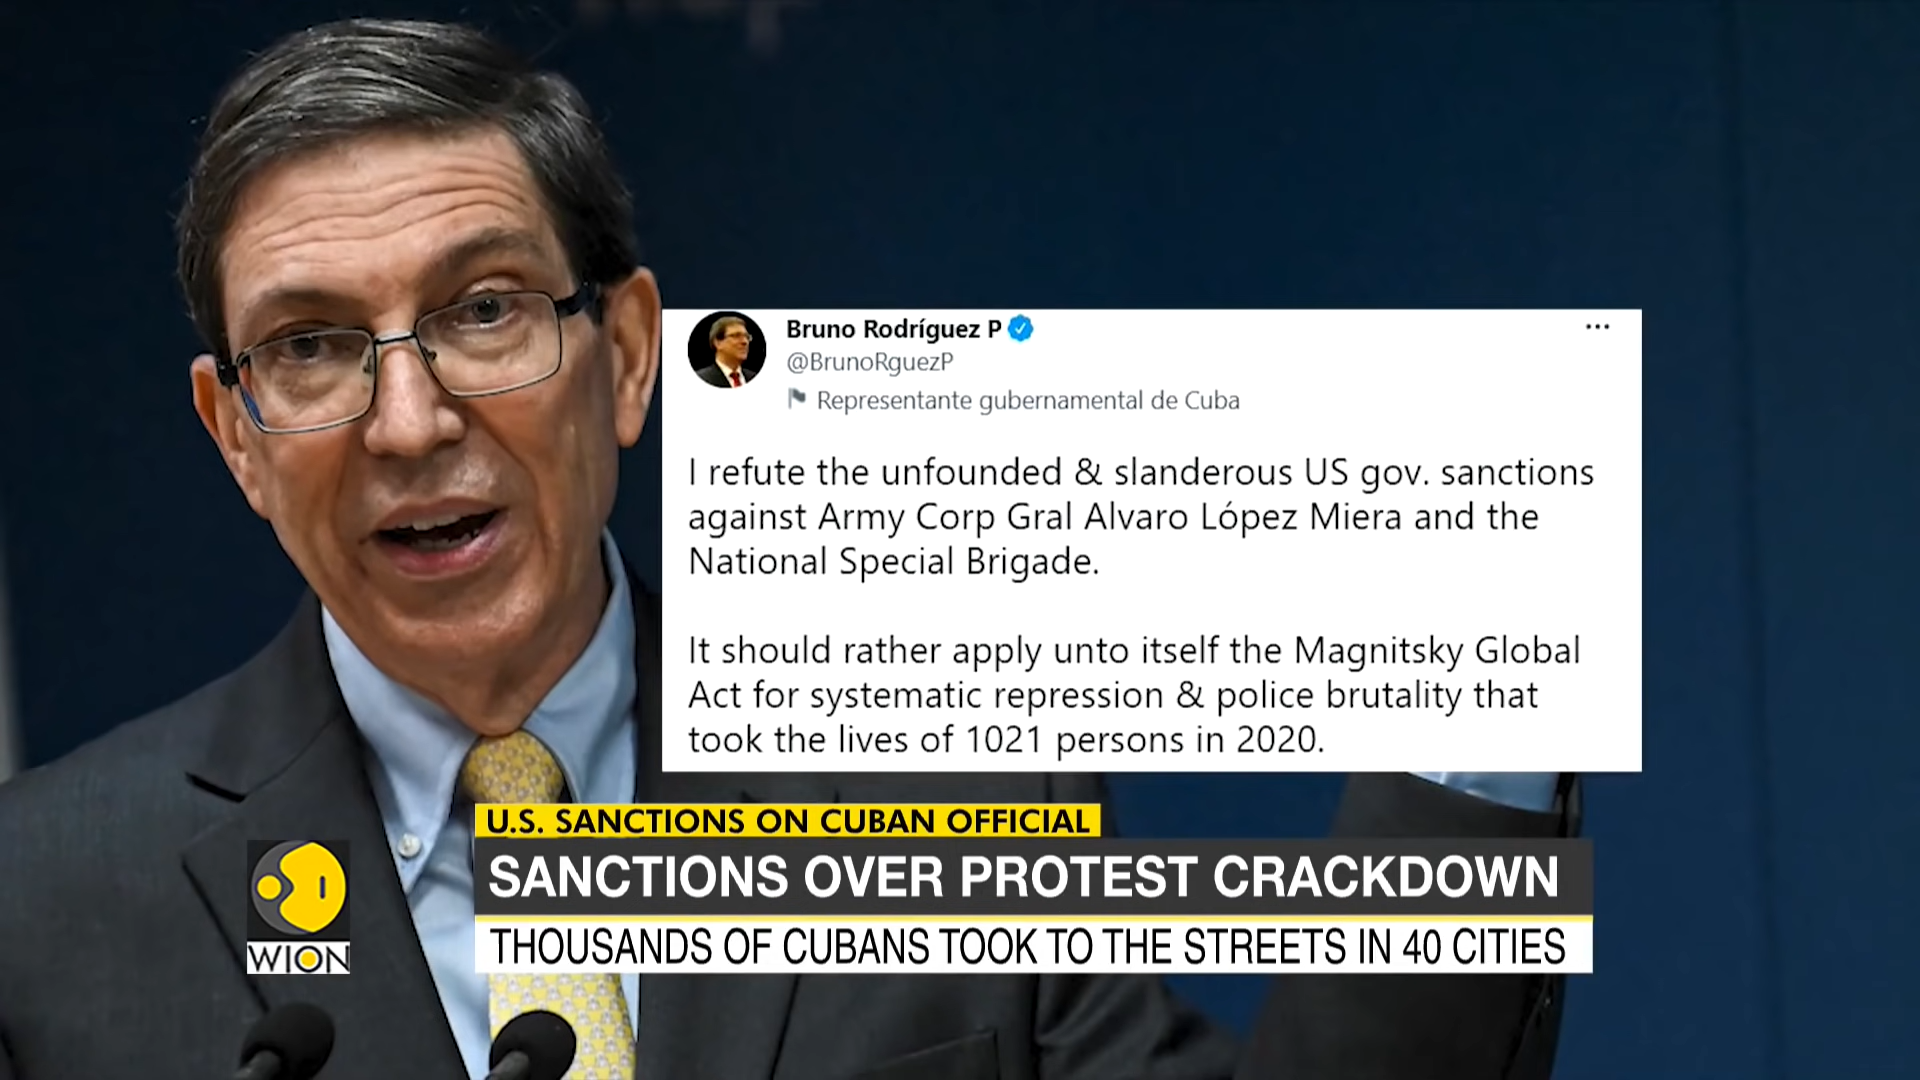 Bruno Rodríguez P
@BrunoRguezP
Representante gubernamental de Cuba
I refute the unfounded & slanderous US gov. sanctions
against Army Corp Gral Alvaro López Miera and the
National Special Brigade.
It should rather apply unto itself the Magnitsky Global
Act for systematic repression & police brutality that
took the lives of 1021 persons in 2020.
U.S. SANCTIONS ON CUBAN OFFICIAL
SANCTIONS OVER PROTEST CRACKDOWN
THOUSANDS OF CUBANS TOOK TO THE STREETS IN 40 CITIES
WION